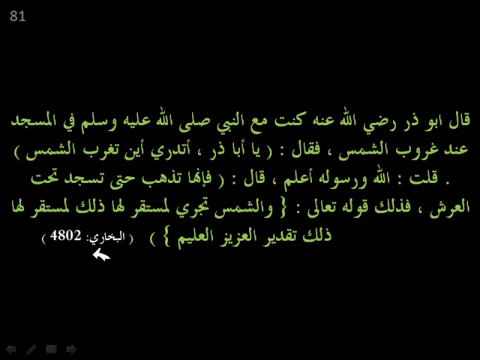 81
قال ابو ذر رضي الله عنه كنت مع النبي صلى الله عليه وسلم في المسجد
عند غروب الشمس ، فقال : ( يا أبا ذر ، أتدري أين تغرب الشمس )
. قلت : الله ورسوله أعلم ، قال : ( فإنها تذهب حتى تسجد تحت
العرش ، فذلك قوله تعالى : { والشمس تجري لمستقر لها ذلك لمستقر لها
ذلك تقدير العزيز العليم } ) ( البخاري: 4802 )